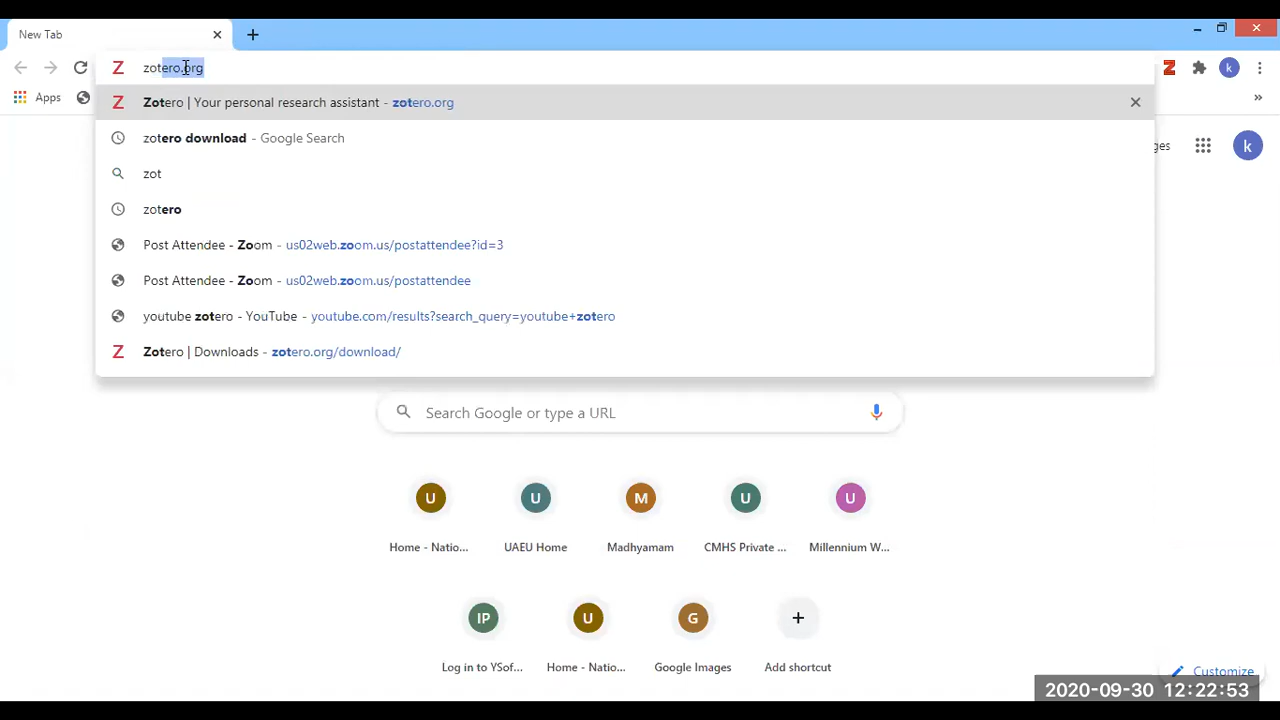 New Tab
zotero.org
Zotero | Your personal research assistant - zotero.org
zotero download - Google Search
zot
zotero
Post Attendee - Zoom - us02web.zoom.us/postattendee?id=3
Post Attendee - Zoom - us02web.zoom.us/postattendee
youtube zotero - YouTube - youtube.com/results?search_query=youtube+zotero
Zotero | Downloads - zotero.org/download/
Apps
»
k
ges
k
Search Google or type a URL
U U M U U
Home - Natio... UAEU Home Madhyamam CMHS Private ... Millennium W...
IP U G +
Log in to YSof... Home - Natio... Google Images Add shortcut
Customize
2020-09-30 12:22:53